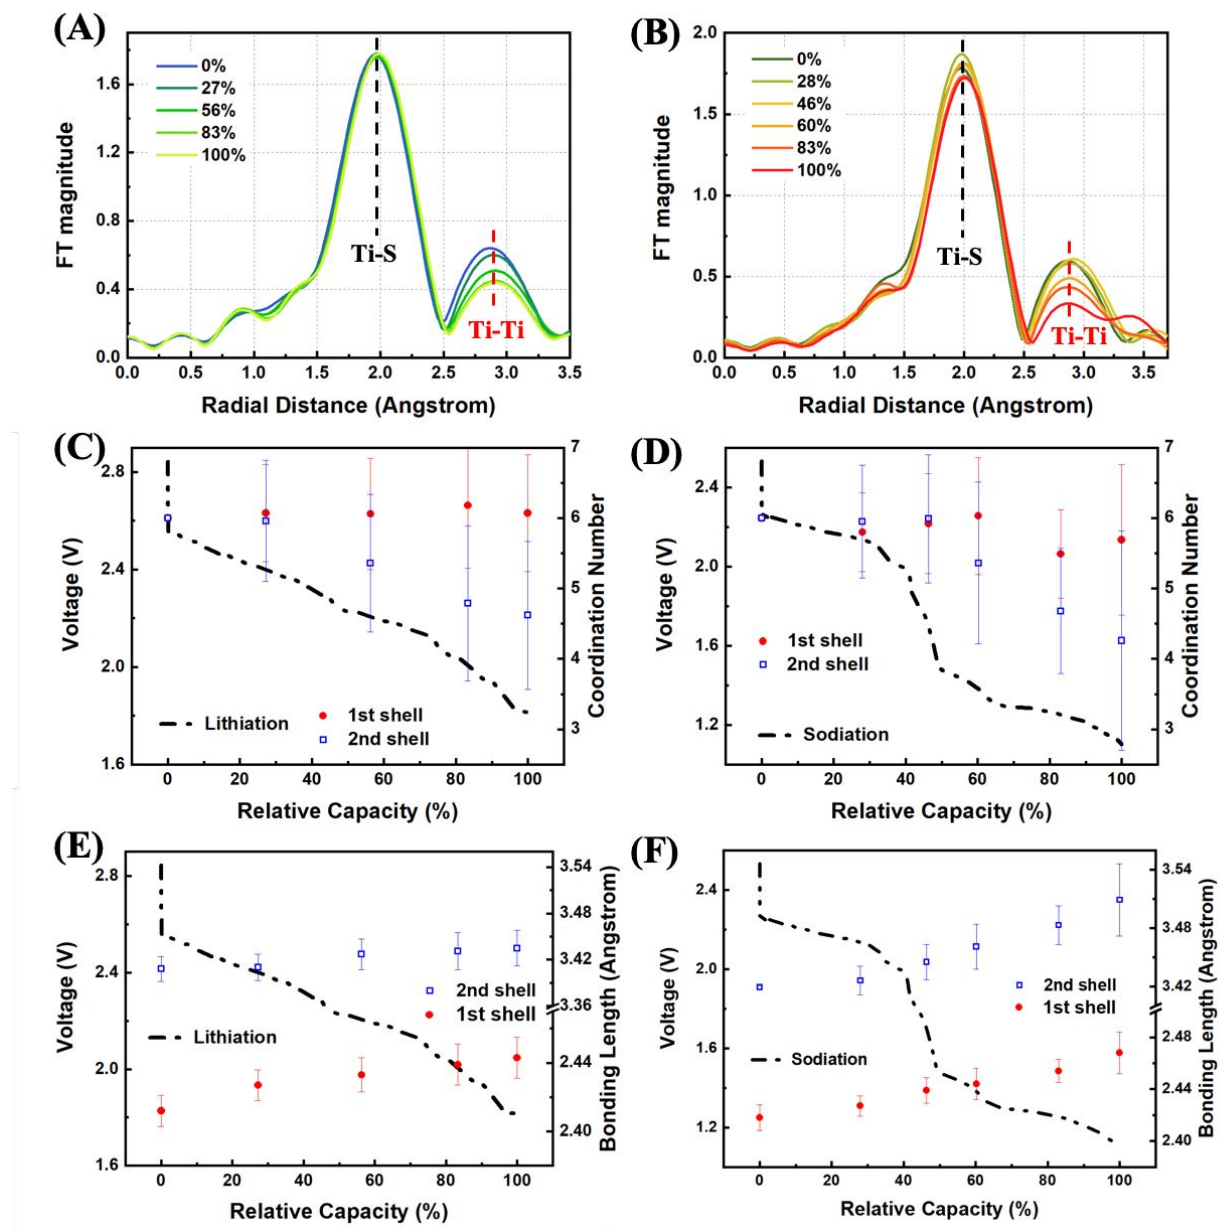 (A)
0%
27%
56%
83%
100%
Ti-S
Ti-Ti
FT magnitude
0.0
0.4
0.8
1.2
1.6
0.0 0.5 1.0 1.5 2.0 2.5 3.0 3.5
Radial Distance (Angstrom)
(B)
0%
28%
46%
60%
83%
100%
Ti-S
Ti-Ti
FT magnitude
2.0
1.5
1.0
0.5
0.0
0.0 0.5 1.0 1.5 2.0 2.5 3.0 3.5
Radial Distance (Angstrom)
(C)
Voltage (V)
2.8
2.4
2.0
1.6
Coordination Number
7
6
5
4
3
Lithiation
1st shell
2nd shell
0 20 40 60 80 100
Relative Capacity (%)
(D)
Voltage (V)
2.4
2.0
1.6
1.2
Coordination Number
7
6
5
4
3
1st shell
2nd shell
Sodiation
0 20 40 60 80 100
Relative Capacity (%)
(E)
Voltage (V)
2.8
2.4
2.0
1.6
Bonding Length (Angstrom)
3.54
3.48
3.42
3.36
2.44
2.40
2nd shell
1st shell
Lithiation
0 20 40 60 80 100
Relative Capacity (%)
(F)
Voltage (V)
2.4
2.0
1.6
1.2
Bonding Length (Angstrom)
3.54
3.48
3.42
2.48
2.44
2.40
2nd shell
1st shell
Sodiation
0 20 40 60 80 100
Relative Capacity (%)